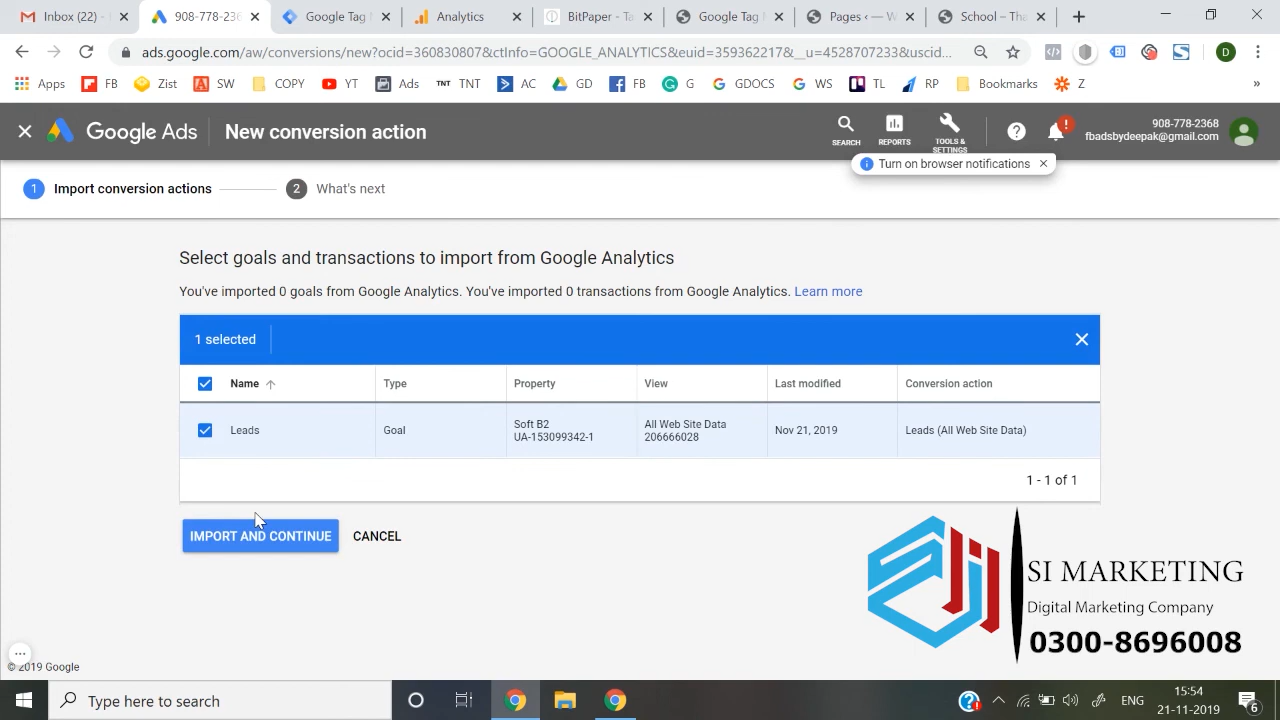 Inbox (22) -
908-778-236
Google Tag M
Analytics
BitPaper - Ta
Google Tag M
Pages ‹ — W
School – Tha
ads.google.com/aw/conversions/new?ocid=360830807&ctInfo=GOOGLE_ANALYTICS&euid=359362217&__u=4528707233&uscid...
D
Apps
FB
Zist
SW
COPY
YT
Ads
TNT TNT
AC
GD
FB
G
GDOCS
WS
TL
RP
Bookmarks
Z
»
Google Ads
New conversion action
SEARCH
REPORTS
TOOLS & SETTINGS
908-778-2368
fbadsbydeepak@gmail.com
Turn on browser notifications
1 Import conversion actions
2 What's next
Select goals and transactions to import from Google Analytics
You've imported 0 goals from Google Analytics. You've imported 0 transactions from Google Analytics. Learn more
1 selected
Name
Type
Property
View
Last modified
Conversion action
Leads
Goal
Soft B2
UA-153099342-1
All Web Site Data
206666028
Nov 21, 2019
Leads (All Web Site Data)
1 - 1 of 1
IMPORT AND CONTINUE
CANCEL
SI MARKETING
Digital Marketing Company
0300-8696008
© 2019 Google
Type here to search
ENG
15:54
21-11-2019
6